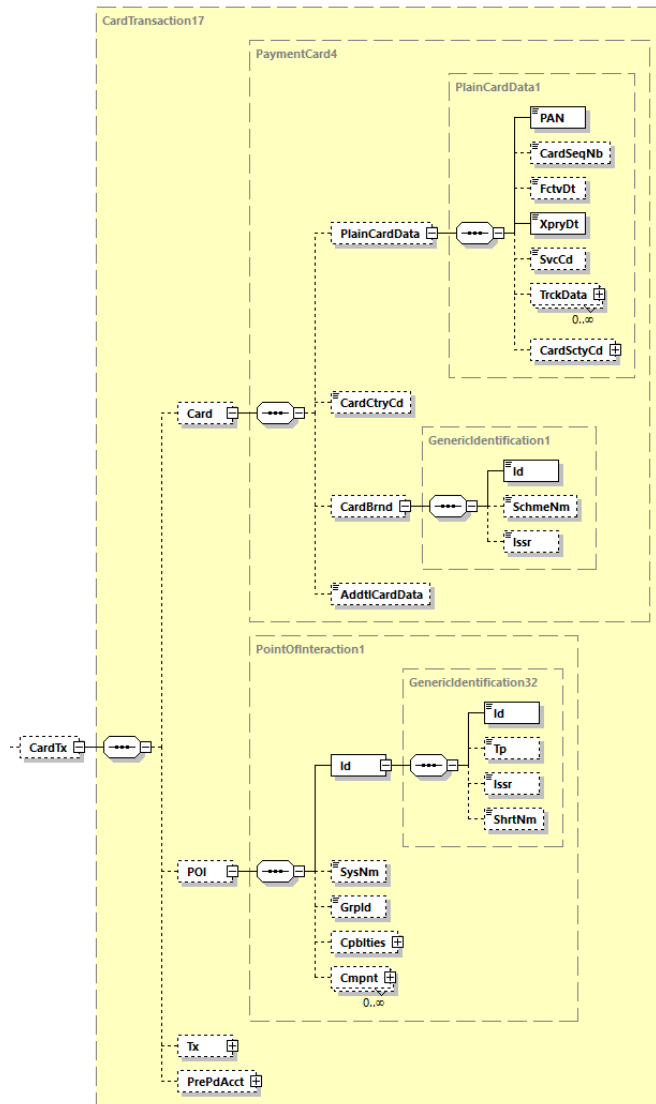 CardTransaction17
PaymentCard4
PlainCardData1
PAN
CardSeqNb
FctvDt
PlainCardData
XpryDt
SvcCd
TrckData
0..∞
CardSctyCd
Card
CardCtryCd
GenericIdentification1
Id
CardBrnd
SchmeNm
Issr
AddtlCardData
PointOfInteraction1
GenericIdentification32
Id
CardTx
Id
Tp
Issr
ShrtNm
POI
SysNm
GrpId
Cpblties
Cmpnt
0..∞
Tx
PrePdAcct